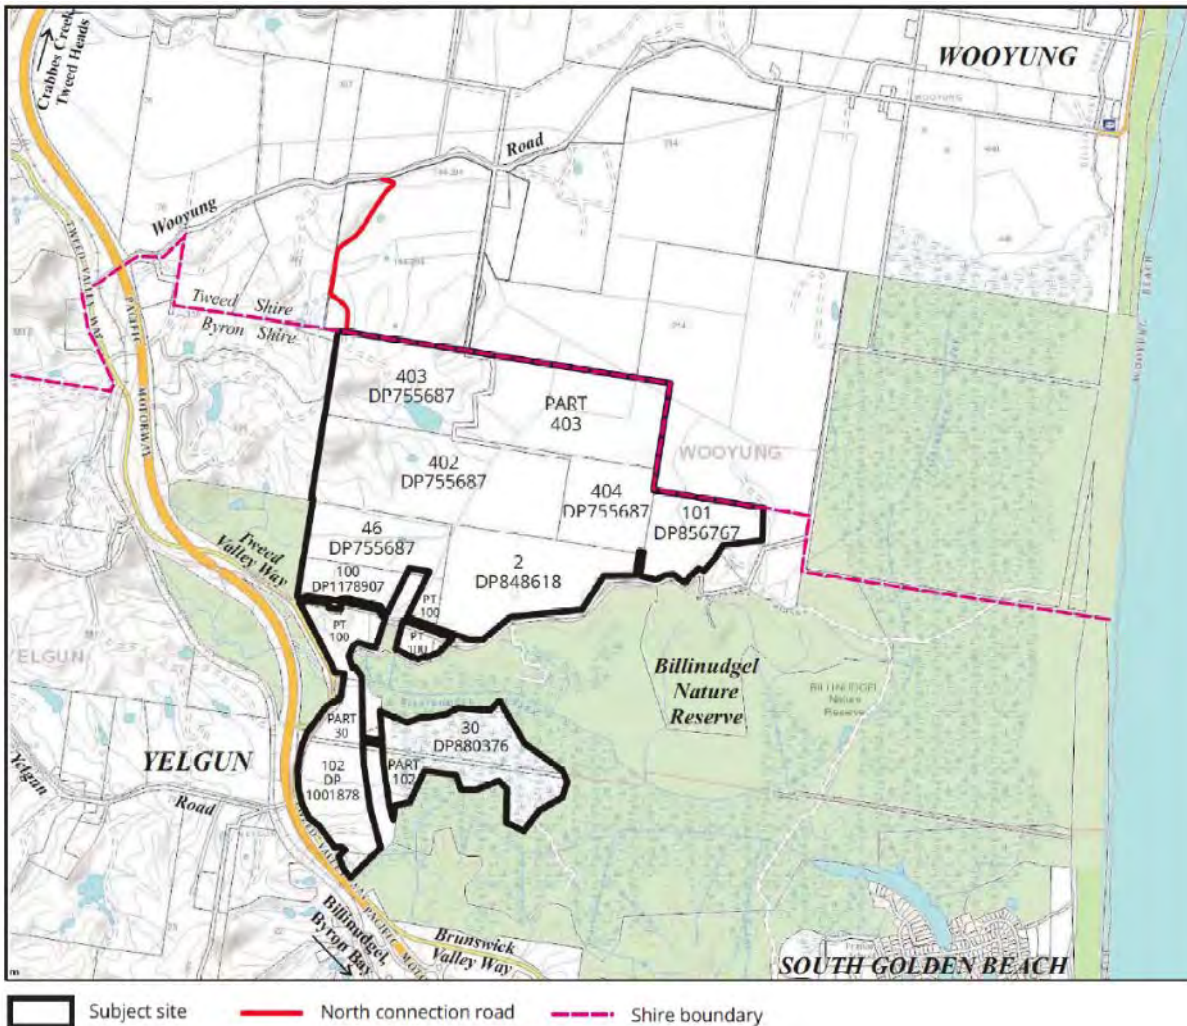 Crabbes Creek,
Tweed Heads
WOOYUNG
WOOYUNG
Road
Wooyung
TWEED VALLEY WAY
PACIFIC
MOTORWAY
Tweed Shire
Byron Shire
BEACH
WOOYUNG
403
DP755687
PART
403
WOOYUNG
402
DP755687
404
DP755687
101
DP856767
46
DP755687
2
DP848618
100
DP1178907
Tweed
Valley Way
PT
100
PT
100
PT
100
YELGUN
Billinudgel
Nature
Reserve
BILLINUDGEL
Nature
Reserve
PART
30
30
DP880376
YELGUN
102
DP
1001878
PART
102
Yelgun
Road
Billinudgel,
Byron Bay
Brunswick
Valley Way
SOUTH GOLDEN BEACH
Subject site
North connection road
Shire boundary